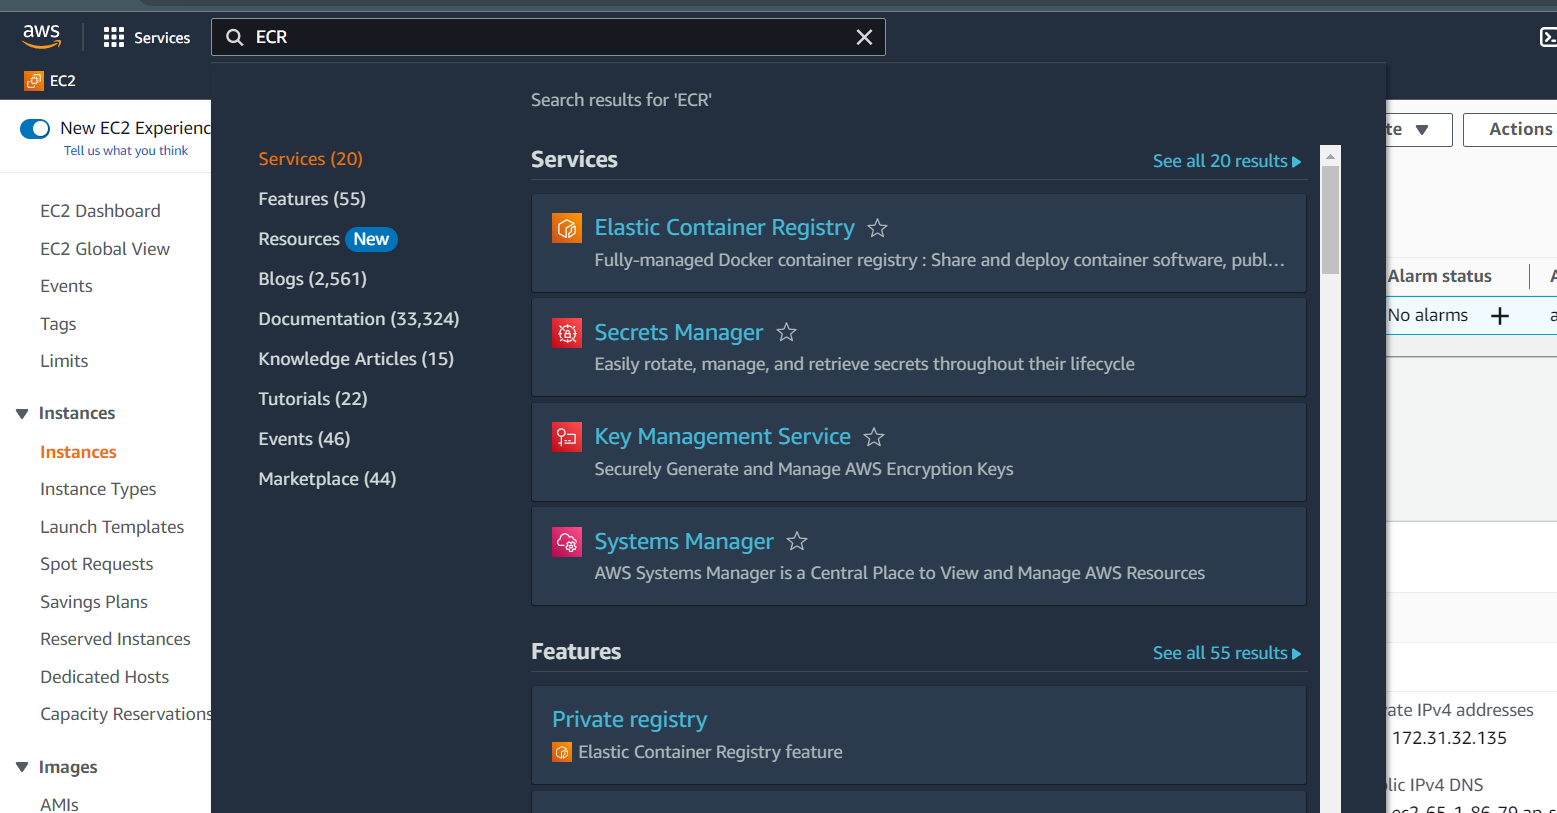 aws
Services
ECR
EC2
New EC2 Experienc
Tell us what you think
EC2 Dashboard
EC2 Global View
Events
Tags
Limits
Instances
Instances
Instance Types
Launch Templates
Spot Requests
Savings Plans
Reserved Instances
Dedicated Hosts
Capacity Reservations
Images
AMIs
Search results for 'ECR'
Services (20)
Features (55)
Resources New
Blogs (2,561)
Documentation (33,324)
Knowledge Articles (15)
Tutorials (22)
Events (46)
Marketplace (44)
Services
See all 20 results
Elastic Container Registry
Fully-managed Docker container registry : Share and deploy container software, publ...
Secrets Manager
Easily rotate, manage, and retrieve secrets throughout their lifecycle
Key Management Service
Securely Generate and Manage AWS Encryption Keys
Systems Manager
AWS Systems Manager is a Central Place to View and Manage AWS Resources
Features
See all 55 results
Private registry
Elastic Container Registry feature
te
Actions
Alarm status
No alarms
ate IPv4 addresses
172.31.32.135
lic IPv4 DNS